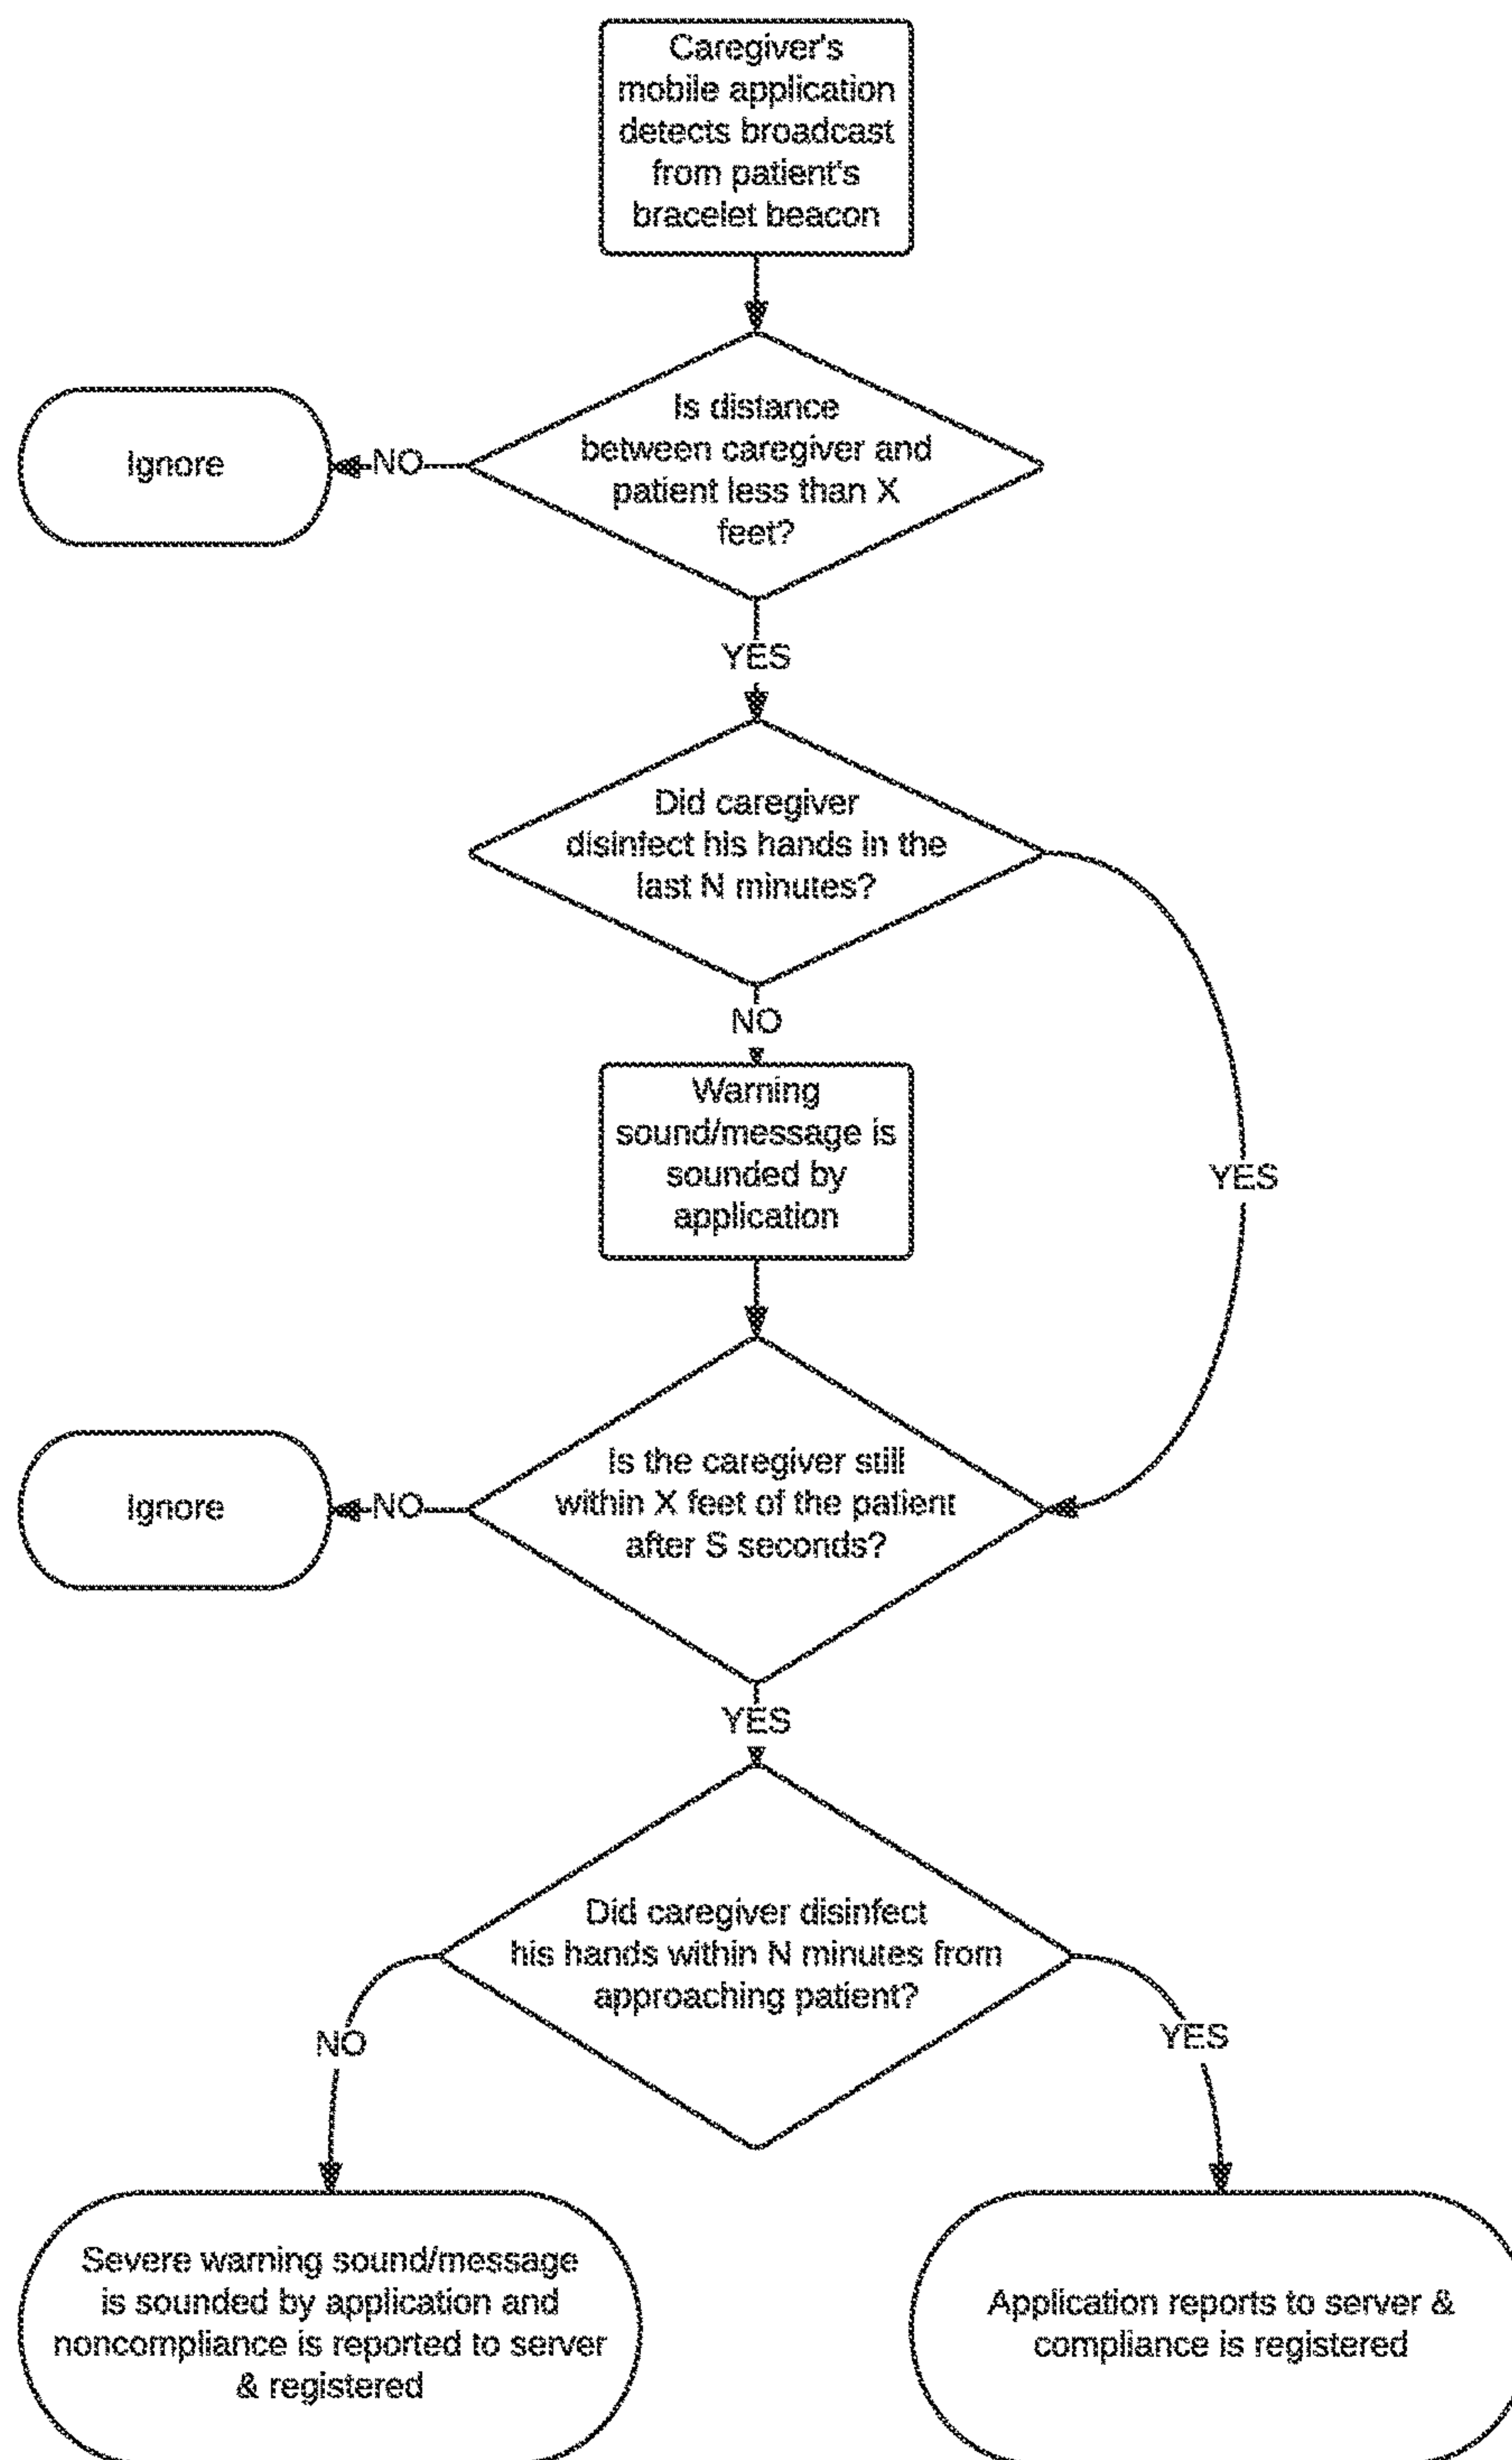 Caregiver's
mobile application
detects broadcast
from patient's
bracelet beacon
Is distance
between caregiver and
patient less than X
feet?
NO
Ignore
YES
Did caregiver
disinfect his hands in the
last N minutes?
NO
Warning
sound/message is
sounded by
application
YES
Is the caregiver still
within X feet of the patient
after S seconds?
NO
Ignore
YES
Did caregiver disinfect
his hands within N minutes from
approaching patient?
NO
YES
Severe warning sound/message
is sounded by application and
noncompliance is reported to server
& registered
Application reports to server &
compliance is registered